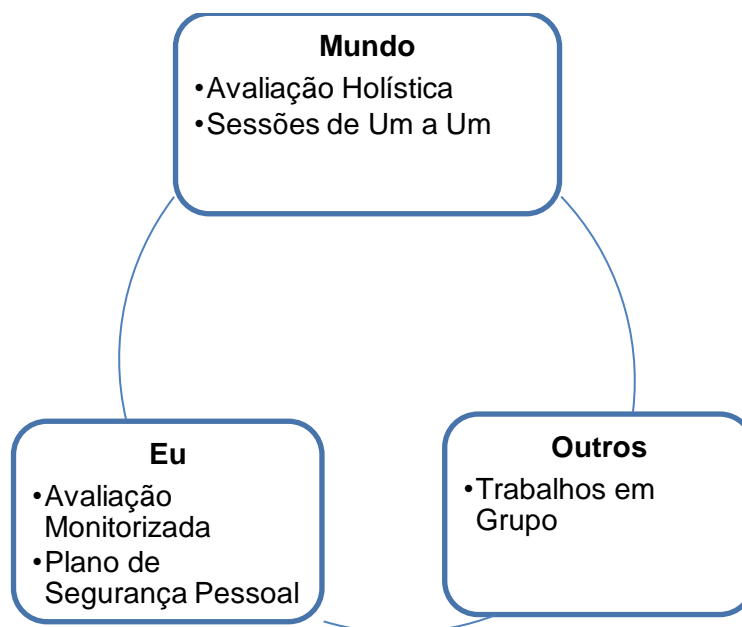 Mundo
•Avaliação Holística
•Sessões de Um a Um
Eu
•Avaliação
Monitorizada
•Plano de
Segurança Pessoal
Outros
•Trabalhos em
Grupo